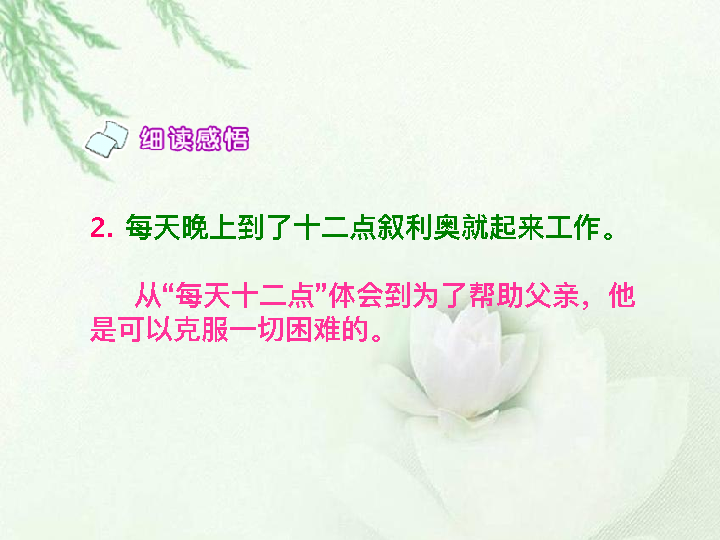 细读感悟
2. 每天晚上到了十二点叙利奥就起来工作。
从“每天十二点”体会到为了帮助父亲，他
是可以克服一切困难的。